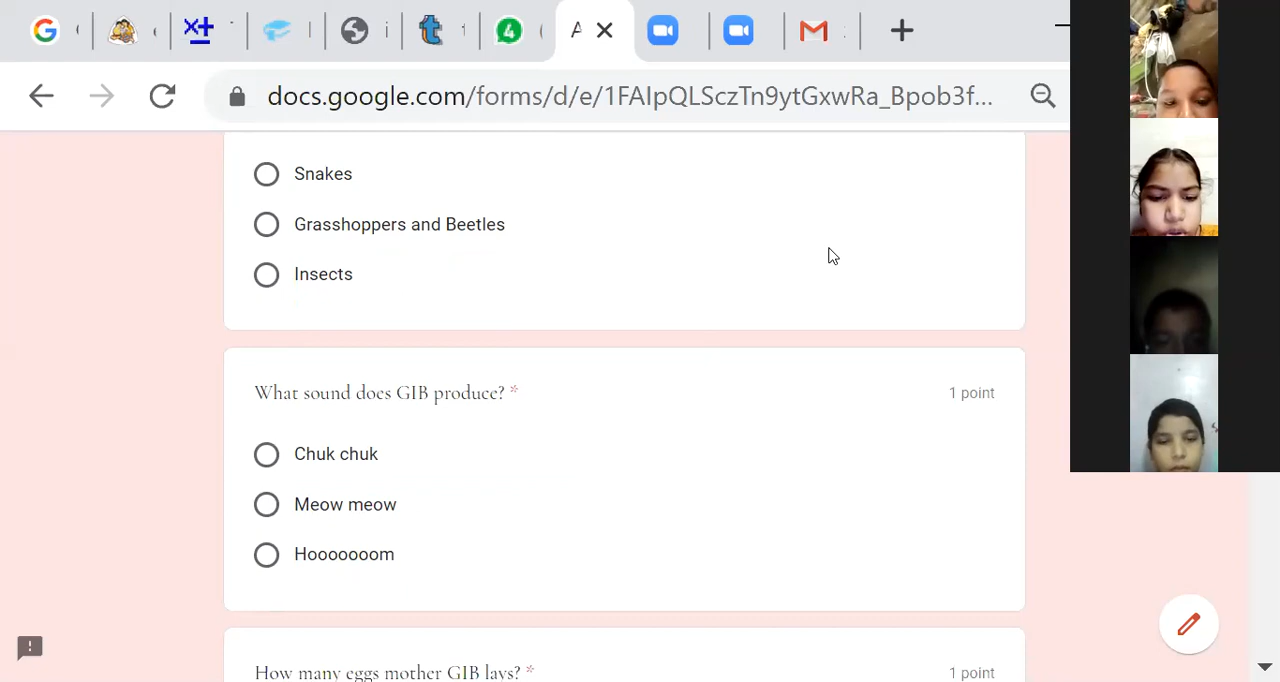 docs.google.com/forms/d/e/1FAIpQLSczTn9ytGxwRa_Bpob3f...
Snakes
Grasshoppers and Beetles
Insects
What sound does GIB produce? *
1 point
Chuk chuk
Meow meow
Hooooooom
How many eggs mother GIB lays? *
1 point